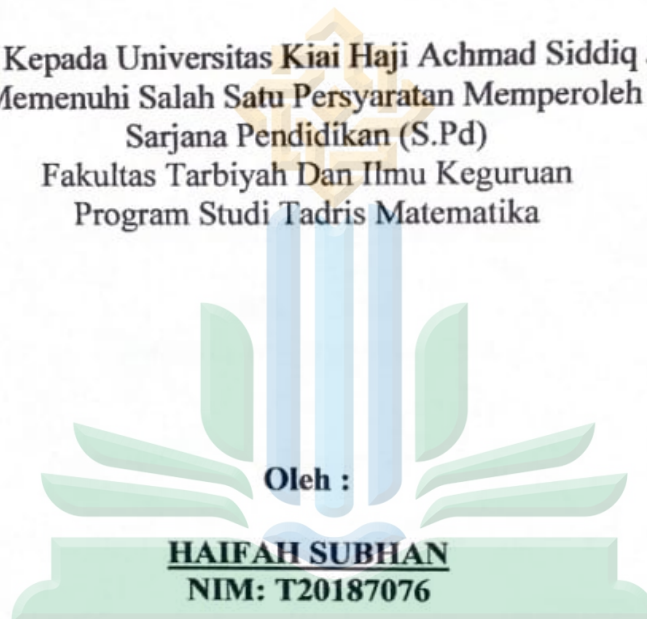 Kepada Universitas Kiai Haji Achmad Siddiq
Memenuhi Salah Satu Persyaratan Memperoleh
Sarjana Pendidikan (S.Pd)
Fakultas Tarbiyah Dan Ilmu Keguruan
Program Studi Tadris Matematika
Oleh :
HAIFAH SUBHAN
NIM: T20187076